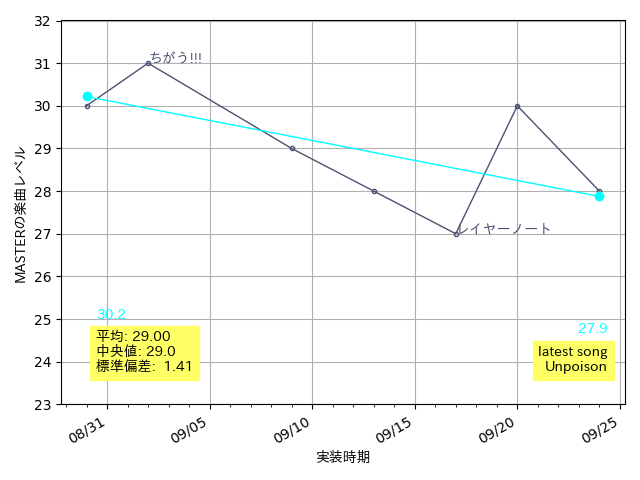 32
31
30
29
28
27
26
25
24
23
MASTERの楽曲レベル
ちがう!!!
レイヤーノート
30.2
平均: 29.00
中央値: 29.0
標準偏差: 1.41
27.9
latest song
Unpoison
08/31
09/05
09/10
09/15
09/20
09/25
実装時期